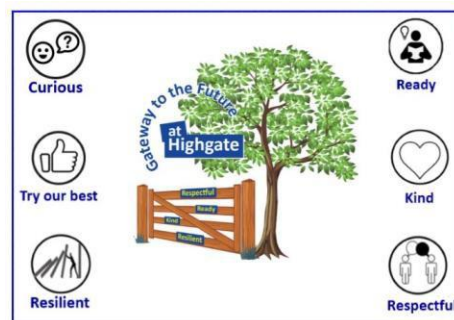 Curious
Try our best
Resilient
Gateway to the Future
at
Highgate
Respectful
Ready
Kind
Resilient
Ready
Kind
Respectful